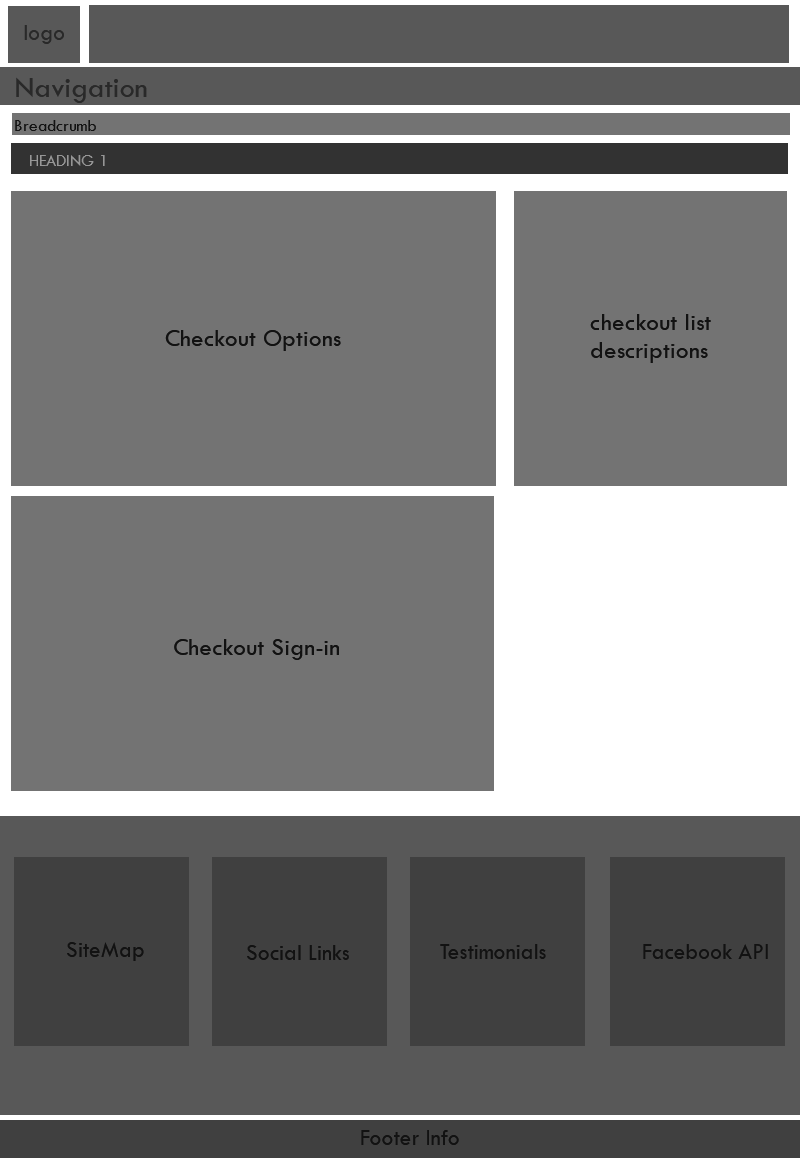 logo
Navigation
Breadcrumb
HEADING 1
Checkout Options
checkout list
descriptions
Checkout Sign-in
SiteMap
Social Links
Testimonials
Facebook API
Footer Info